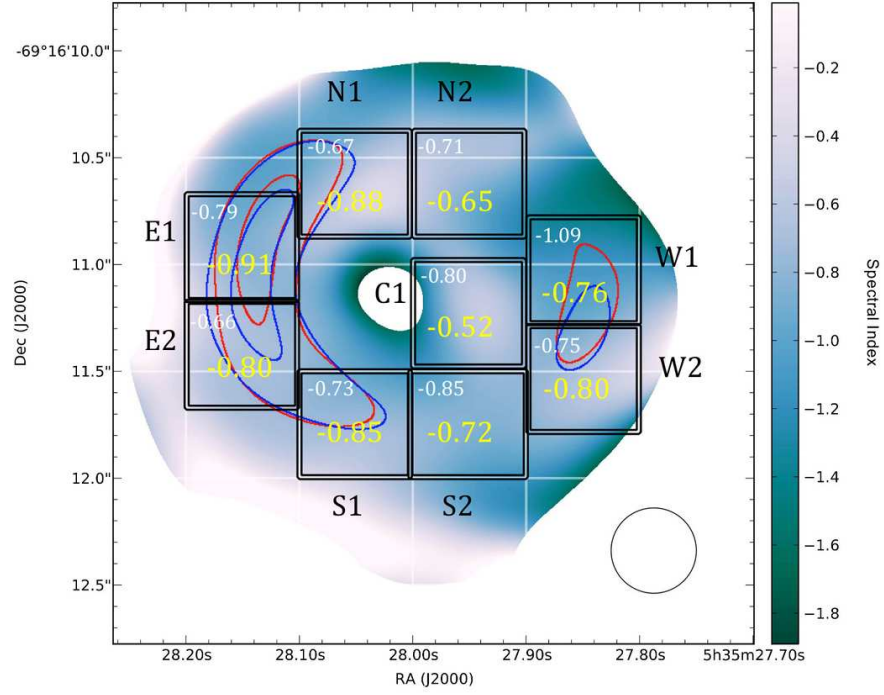 -69°16'10.0"
10.5"
11.0"
11.5"
12.0"
12.5"
Dec (J2000)
N1
N2
-0.67
-0.88
-0.71
-0.65
E1
-0.79
-0.91
E2
-0.66
-0.80
C1
-0.80
-0.52
W1
-1.09
-0.76
W2
-0.75
-0.80
-0.73
-0.85
-0.85
-0.72
S1
S2
28.20s
28.10s
28.00s
27.90s
27.80s
5h35m27.70s
RA (J2000)
−0.2
−0.4
−0.6
−0.8
−1.0
−1.2
−1.4
−1.6
−1.8
Spectral Index